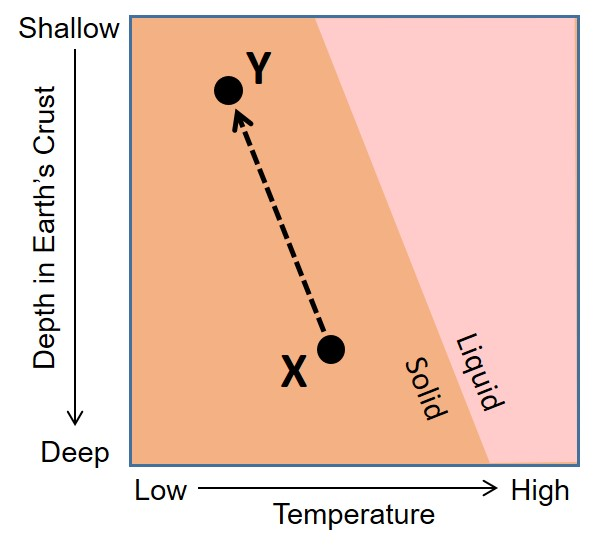 Shallow
Y
Depth in Earth's Crust
X
Solid
Liquid
Deep
Low
High
Temperature